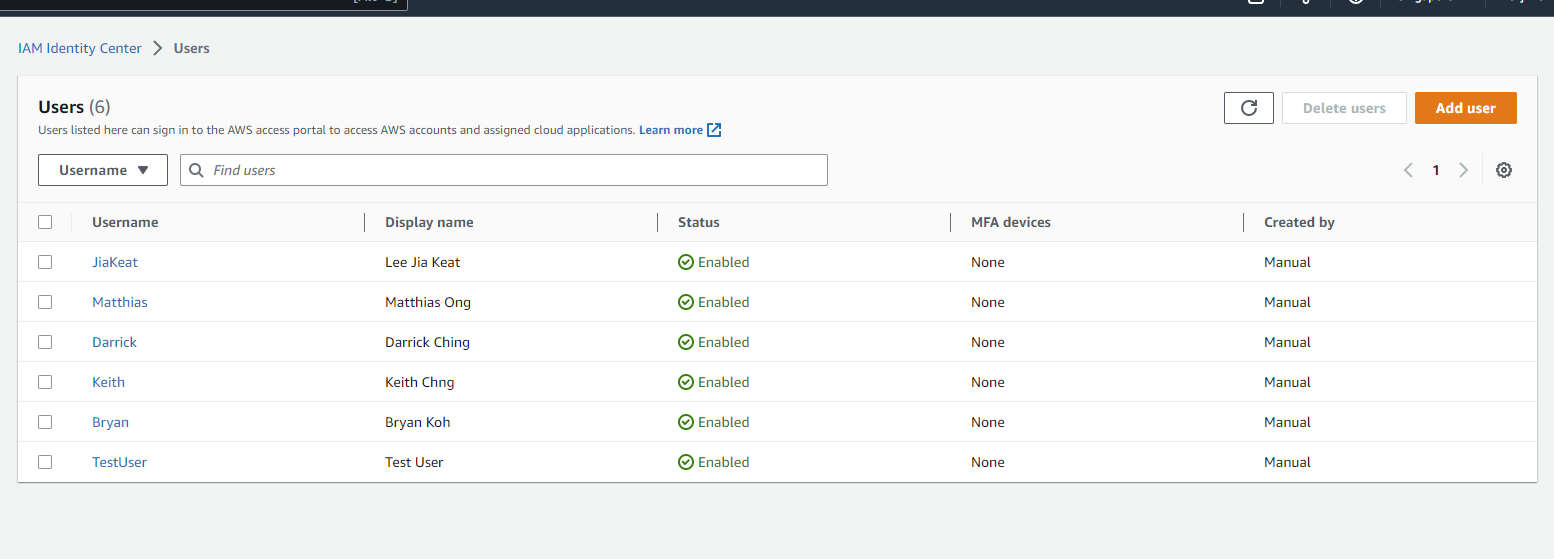 IAM Identity Center > Users
Users (6)
Delete users
Add user
Users listed here can sign in to the AWS access portal to access AWS accounts and assigned cloud applications. Learn more
Username
Find users
1
Username Display name Status MFA devices Created by
JiaKeat Lee Jia Keat Enabled None Manual
Matthias Matthias Ong Enabled None Manual
Darrick Darrick Ching Enabled None Manual
Keith Keith Chng Enabled None Manual
Bryan Bryan Koh Enabled None Manual
TestUser Test User Enabled None Manual